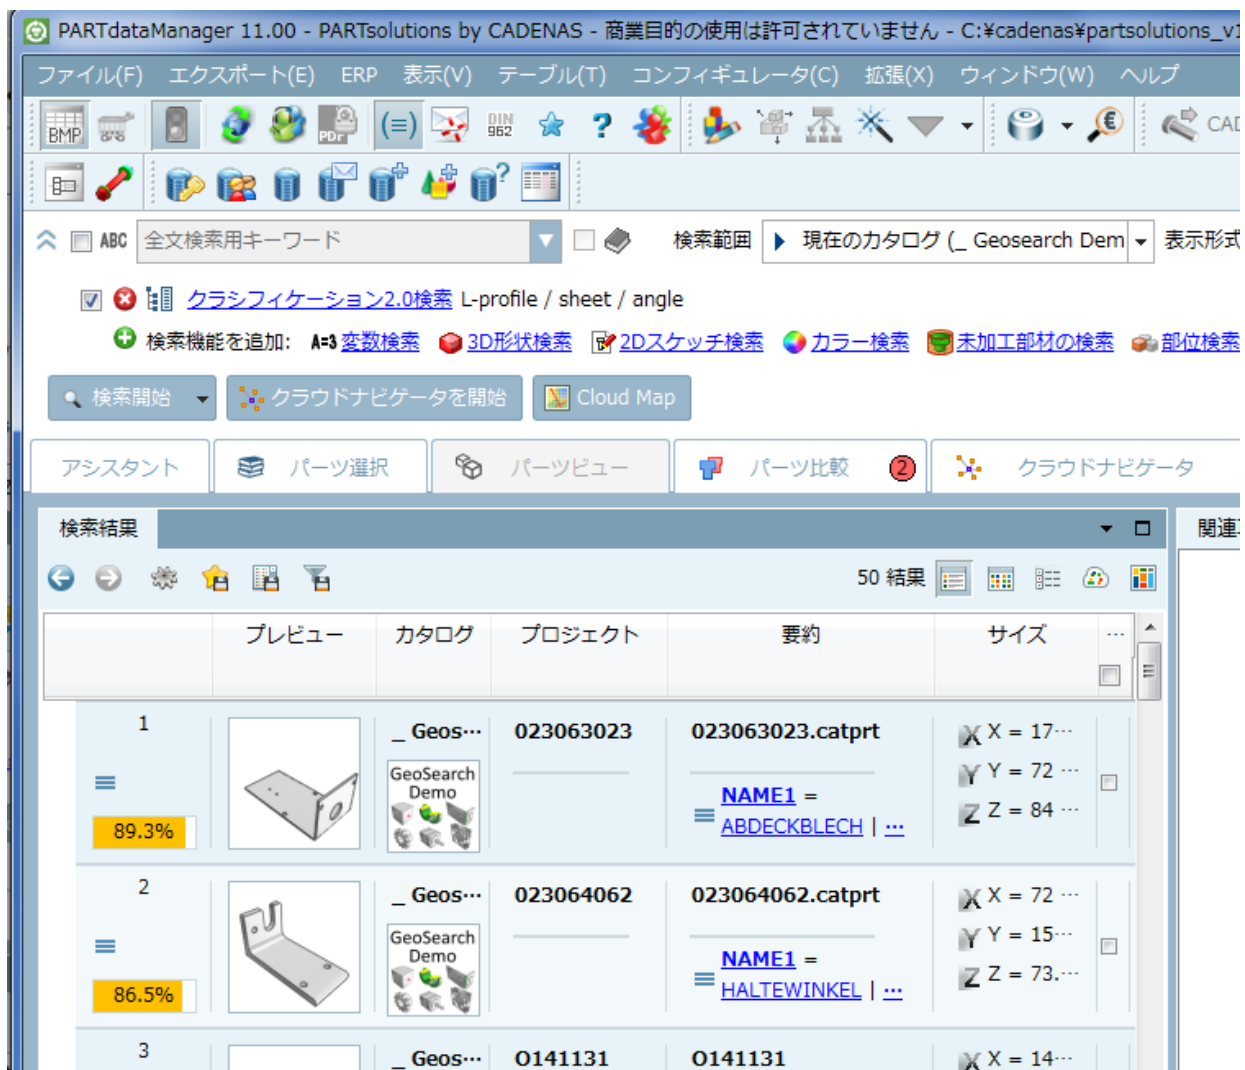 PARTdataManager 11.00 - PARTsolutions by CADENAS - 商業目的の使用は許可されていません - C:¥cadenas¥partsolutions_v1
ファイル(F) エクスポート(E) ERP 表示(V) テーブル(T) コンフィギュレータ(C) 拡張(X) ウィンドウ(W) ヘルプ
BMP PDF (=) DIN 962 ? € CAD
?
ABC 全文検索用キーワード 検索範囲 現在のカタログ (_ Geosearch Dem 表示形式
クラシフィケーション2.0検索 L-profile / sheet / angle
検索機能を追加: A=3 変数検索 3D形状検索 2Dスケッチ検索 カラー検索 未加工部材の検索 部位検索
検索開始 クラウドナビゲータを開始 Cloud Map
アシスタント パーツ選択 パーツビュー パーツ比較 2 クラウドナビゲータ
検索結果 関連
50 結果
プレビュー カタログ プロジェクト 要約 サイズ ...
1 _ Geos... 023063023 023063023.catprt X X = 17...
GeoSearch Demo Y Y = 72 ...
NAME1 = Z Z = 84 ...
89.3% ABDECKBLECH | ...
2 _ Geos... 023064062 023064062.catprt X X = 72 ...
GeoSearch Demo Y Y = 15...
NAME1 = Z Z = 73....
86.5% HALTEWINKEL | ...
3 _ Geos... O141131 O141131 X X = 14...